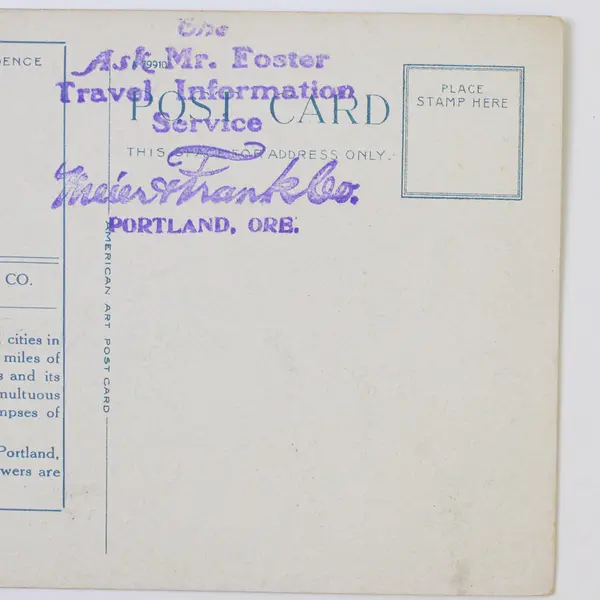 The
Ask Mr. Foster
Travel Information
Service
Meier & Frank Co.
PORTLAND, ORE.
POST CARD
THIS FOR ADDRESS ONLY.
PLACE
STAMP HERE
AMERICAN ART POST CARD
CO.
cities in
miles of
s and its
multuous
mpses of
Portland,
wers are